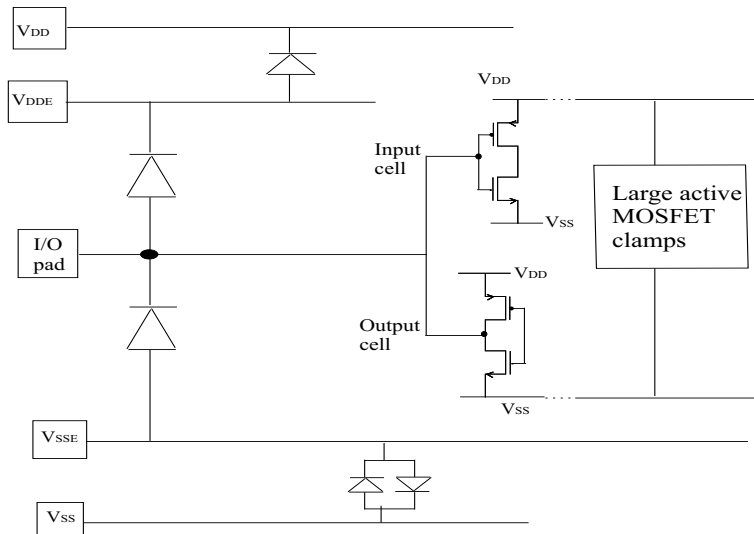 VDD
VDDE
VDD
Input
cell
Large active
MOSFET
clamps
VSS
I/O
pad
VDD
Output
cell
VSS
VSSE
VSS